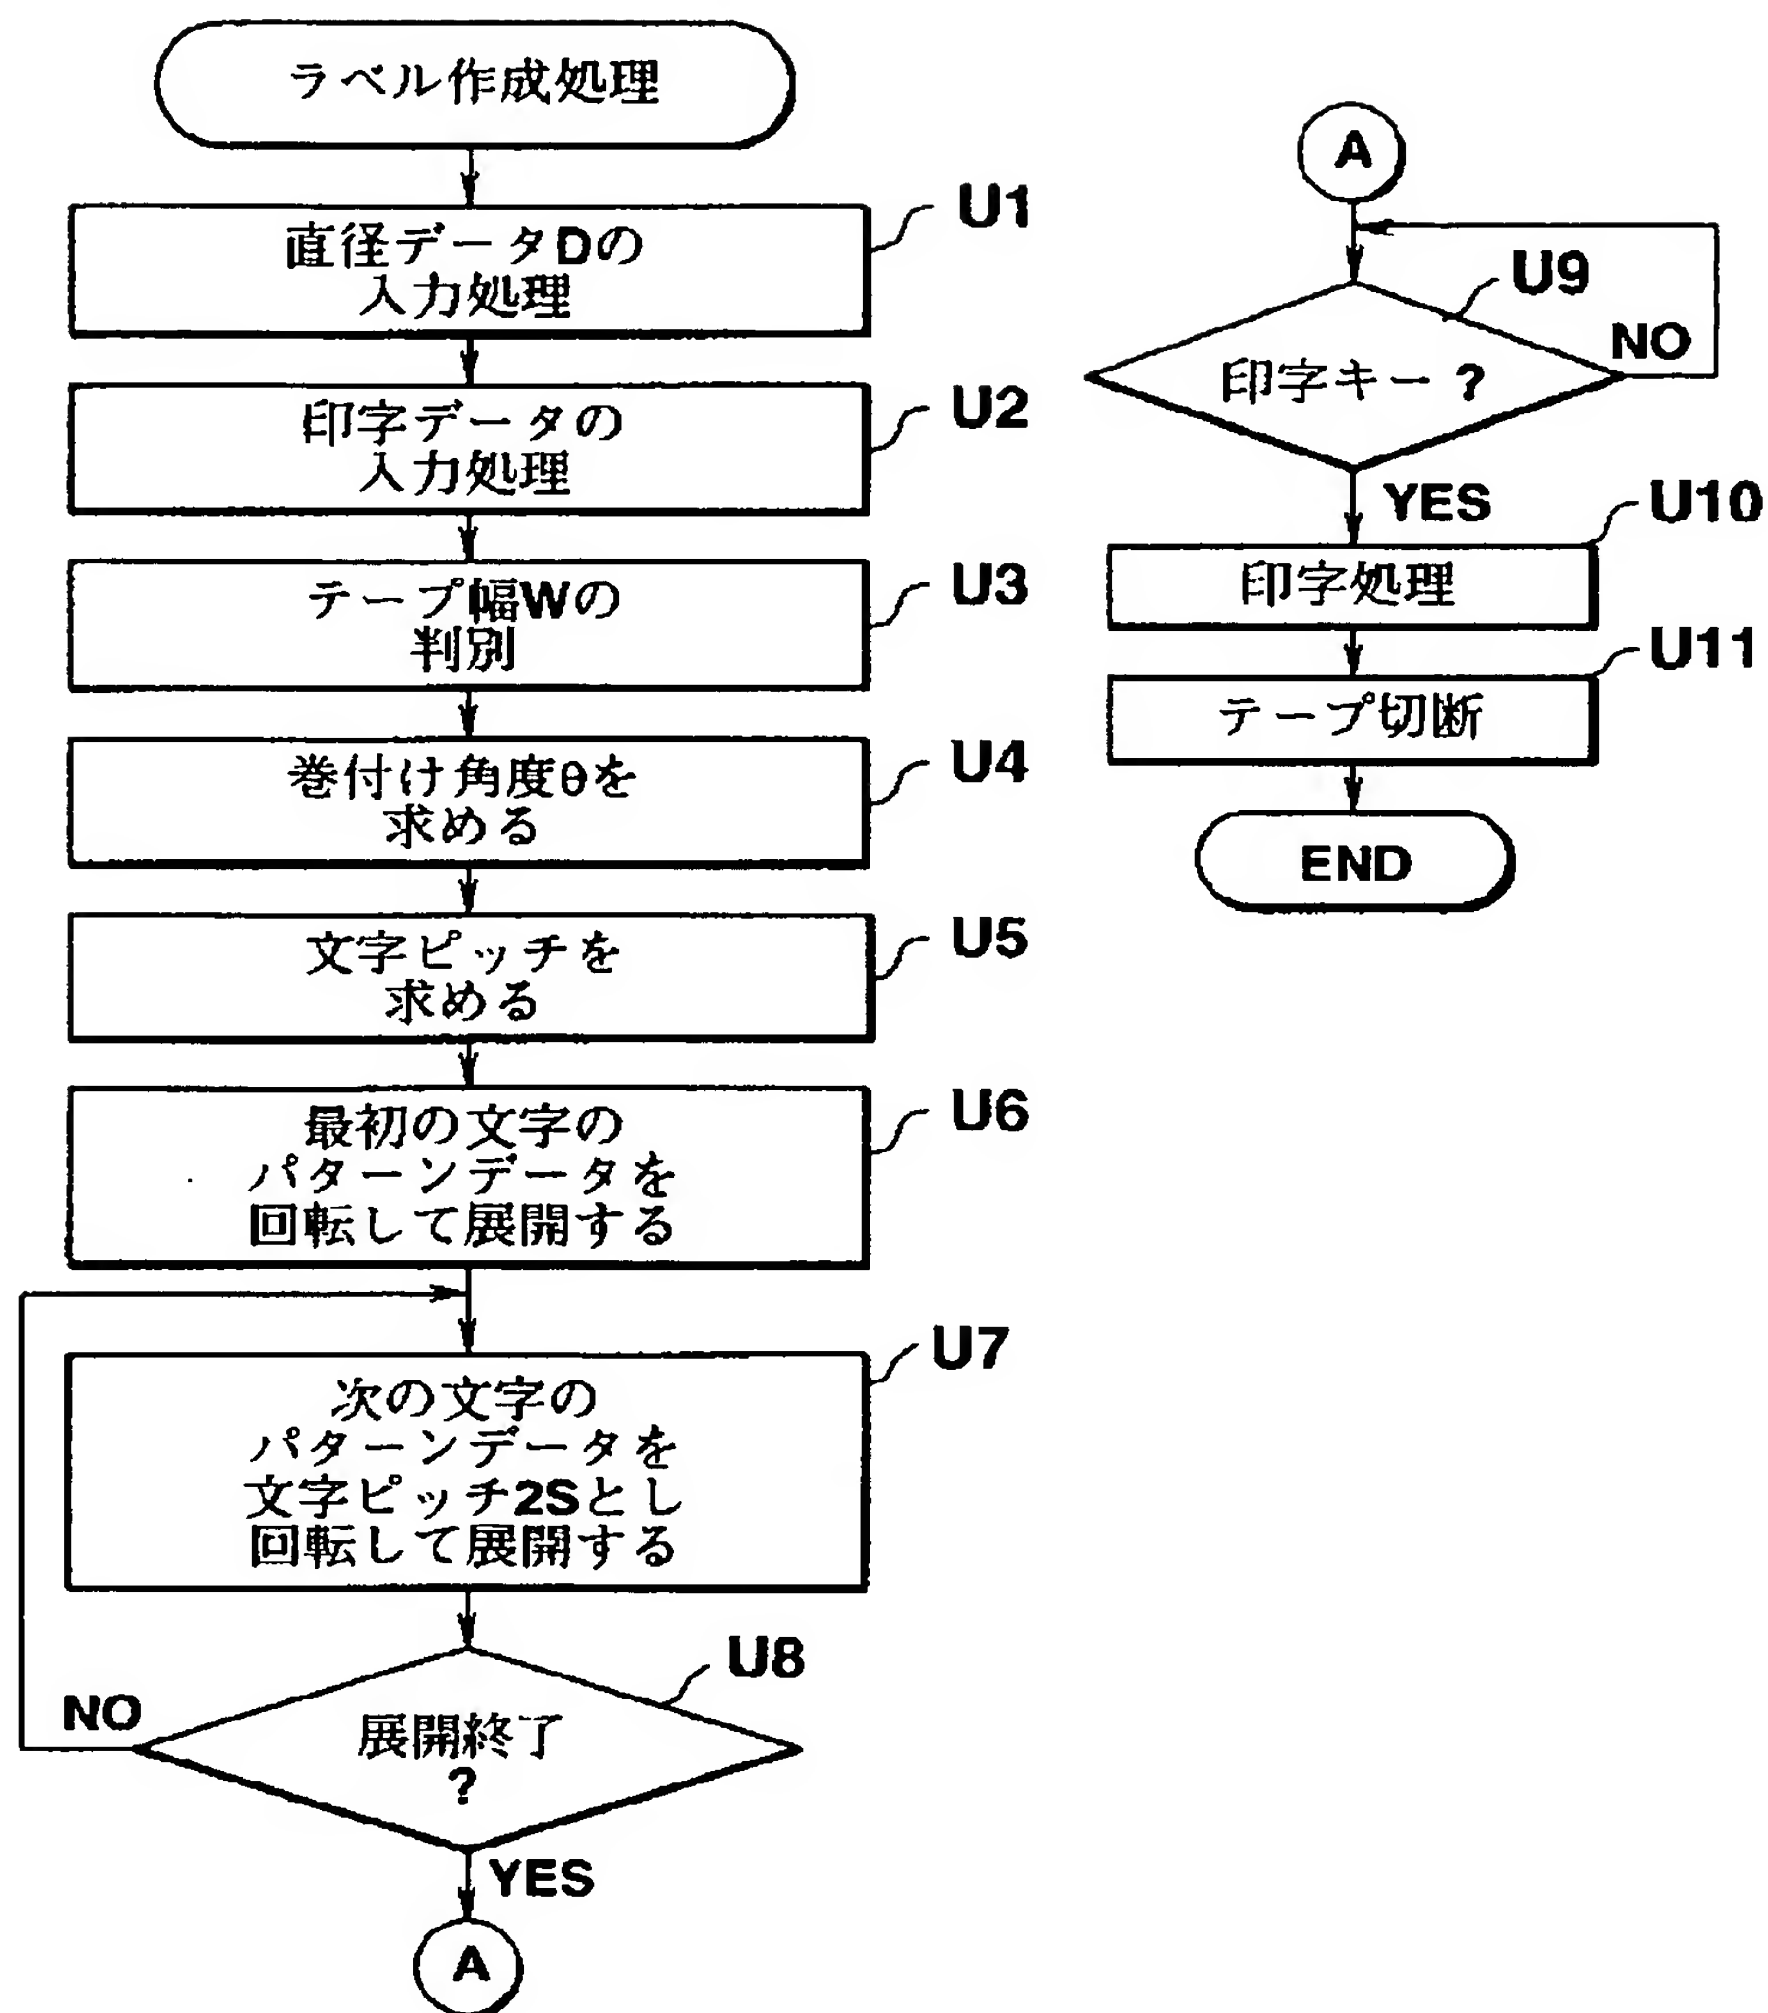 ラベル作成処理
直径データDの
入力処理
U1
印字データの
入力処理
U2
テープ幅Wの
判別
U3
巻付け角度θを
求める
U4
文字ピッチを
求める
U5
最初の文字の
パターンデータを
回転して展開する
U6
次の文字の
パターンデータを
文字ピッチ2Sとし
回転して展開する
U7
展開終了
?
U8
NO
YES
A
A
印字キー?
U9
NO
YES
印字処理
U10
テープ切断
U11
END